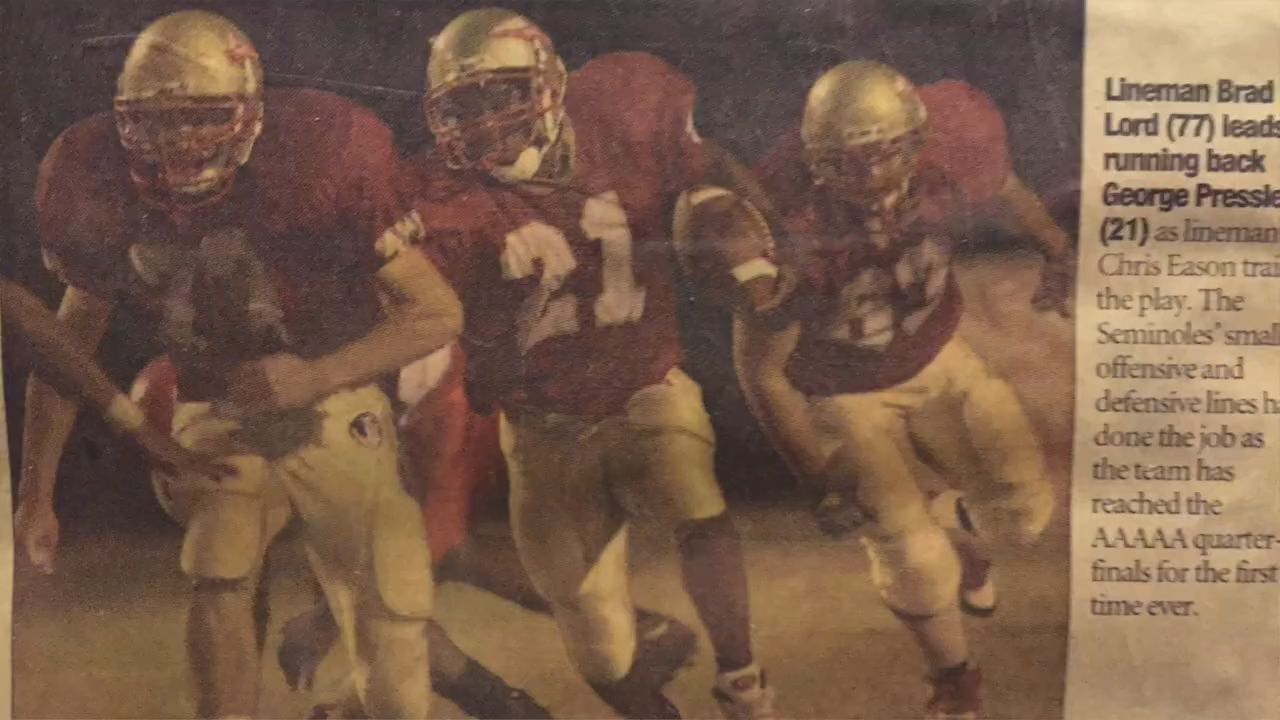 21
Lineman Brad
Lord (77) leads
running back
George Pressle
(21) as lineman
Chris Eason trai
the play. The
Seminoles' small
offensive and
defensive lines h
done the job as
the team has
reached the
AAAAA quarter-
finals for the first
time ever.